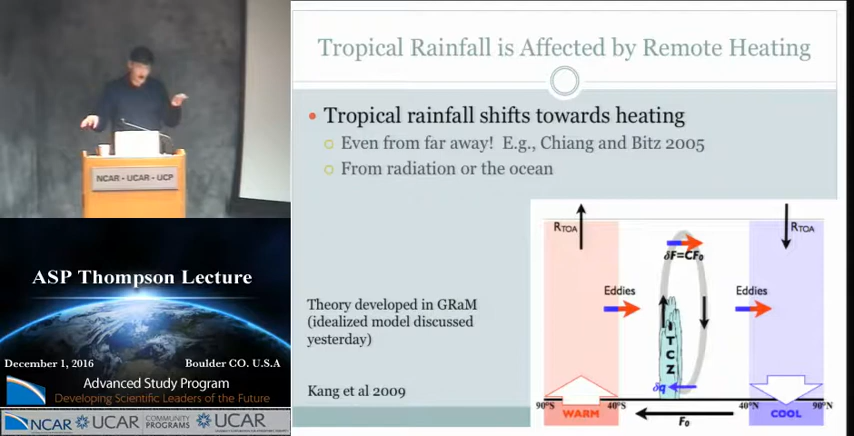 NCAR - UCAR - UCP
ASP Thompson Lecture
December 1, 2016
Boulder CO. U.S.A
Advanced Study Program
Developing Scientific Leaders of the Future
NCAR
UCAR
COMMUNITY
PROGRAMS
UCAR
Tropical Rainfall is Affected by Remote Heating
• Tropical rainfall shifts towards heating
Even from far away! E.g., Chiang and Bitz 2005
From radiation or the ocean
Theory developed in GRaM
(idealized model discussed
yesterday)
Kang et al 2009
RTOA
RTOA
δF=CF₀
Eddies
Eddies
ITCZ
δq
90°S
40°S
40°N
90°N
WARM
F₀
COOL